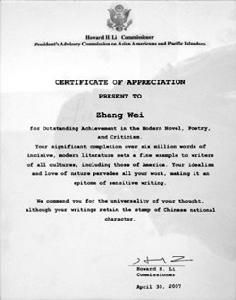 Howard H Li Commissioner
President's Advisory Commission on Asian Americans and Pacific Islanders
CERTIFICATE OF APPRECIATION
PRESENT TO
Zhang Wei
for Outstanding Achievement in the Modern Novel, Poetry,
and Criticism.
Your significant completion over six million words of
incisive, modern literature sets a fine example to writers
of all cultures, including those of America. Your idealism
and love of nature pervades all your work, making it an
epitome of sensitive writing.
We commend you for the universality of your thought,
although your writings retain the stamp of Chinese national
character.
Howard H. Li
Commissioner
April 30, 2007